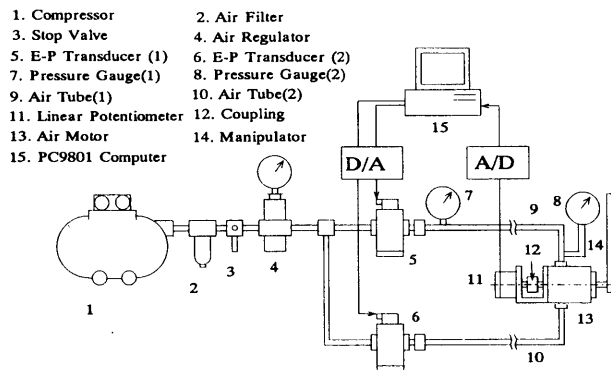 1. Compressor
2. Air Filter
3. Stop Valve
4. Air Regulator
5. E-P Transducer (1)
6. E-P Transducer (2)
7. Pressure Gauge(1)
8. Pressure Gauge(2)
9. Air Tube(1)
10. Air Tube(2)
11. Linear Potentiometer
12. Coupling
13. Air Motor
14. Manipulator
15. PC9801 Computer
15
D/A
A/D
7
8
9
14
12
11
1
2
3
4
5
6
13
10